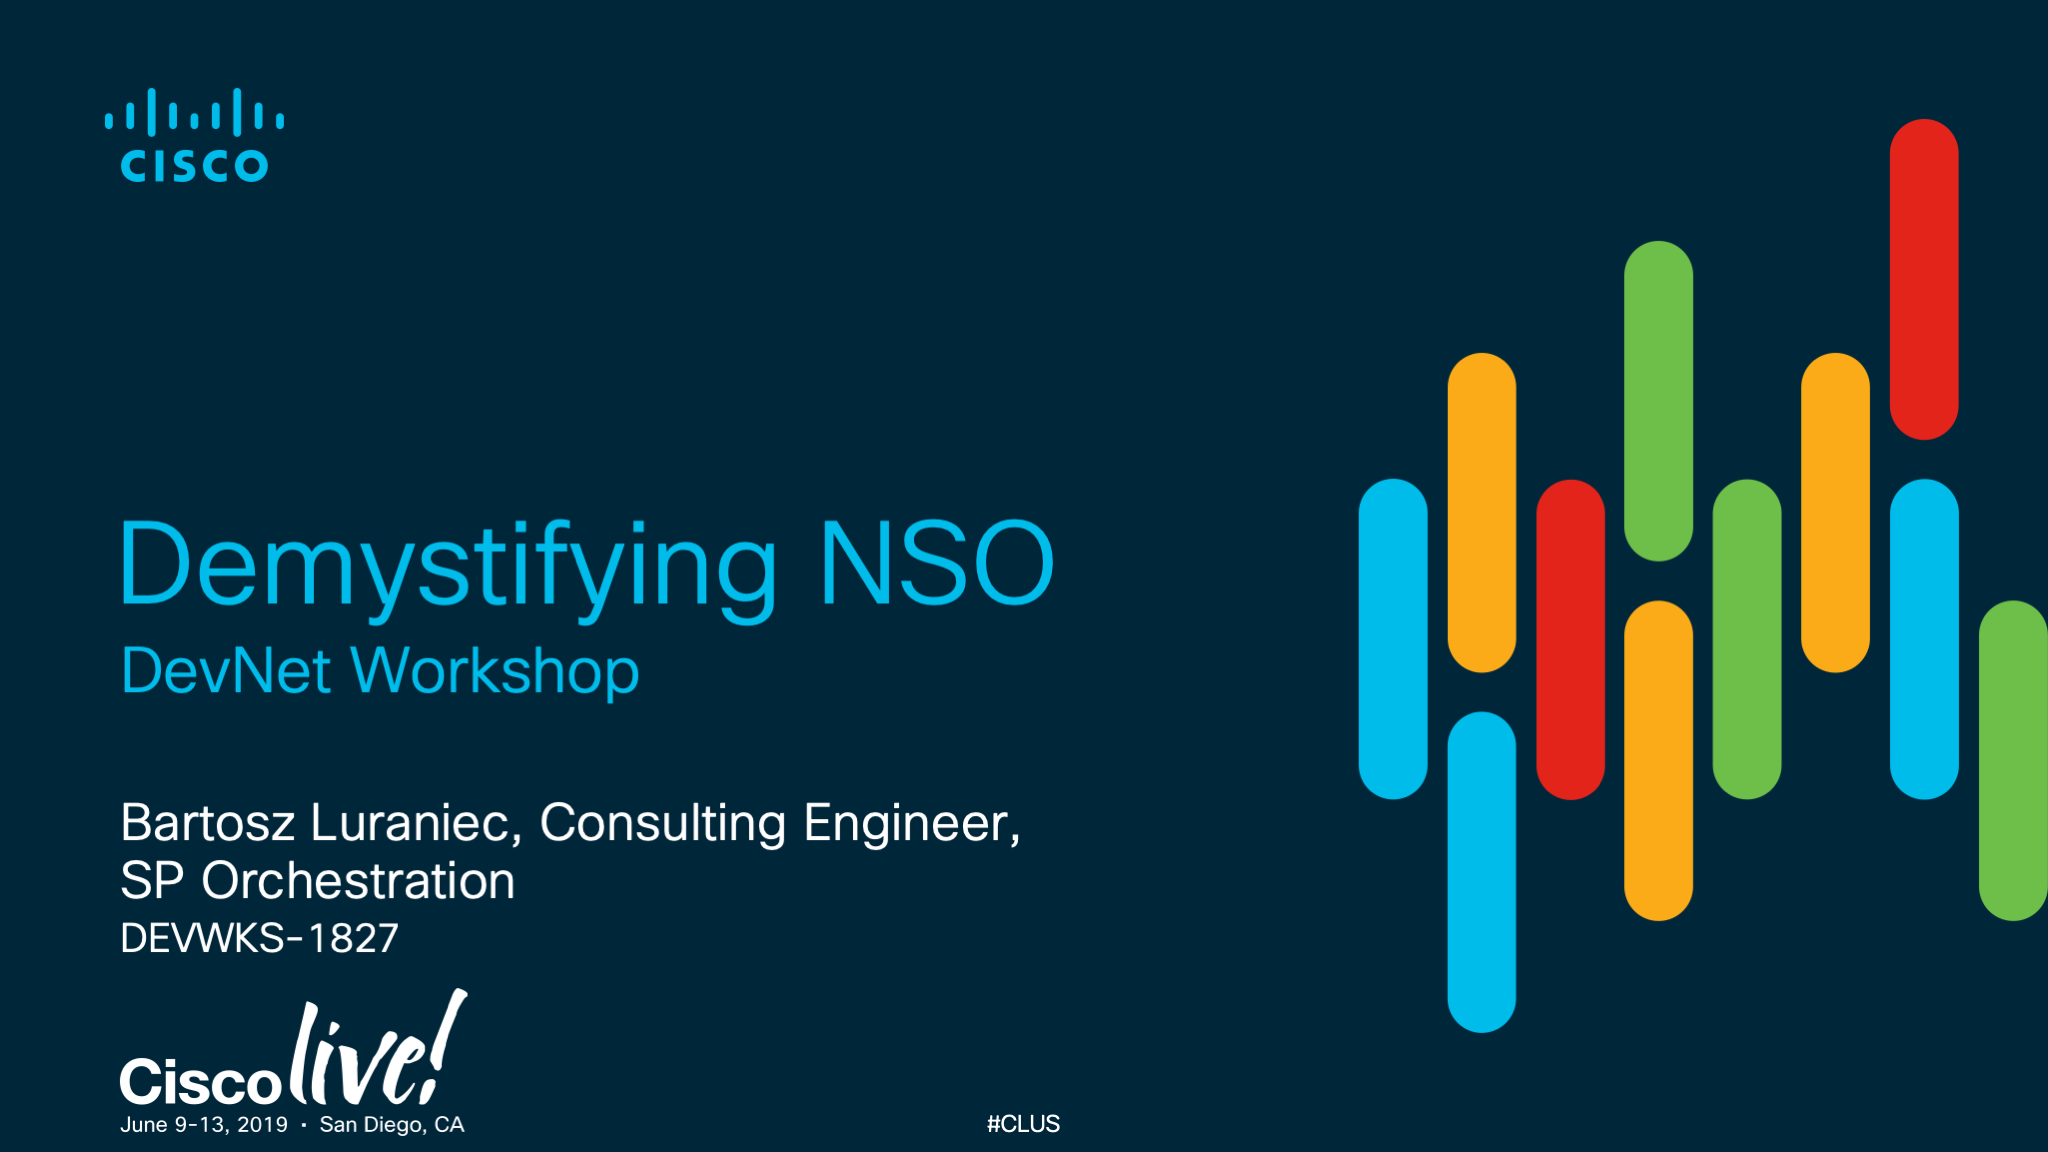 CISCO
Demystifying NSO
DevNet Workshop
Bartosz Luraniec, Consulting Engineer,
SP Orchestration
DEVWKS-1827
Cisco live!
June 9-13, 2019 • San Diego, CA
#CLUS